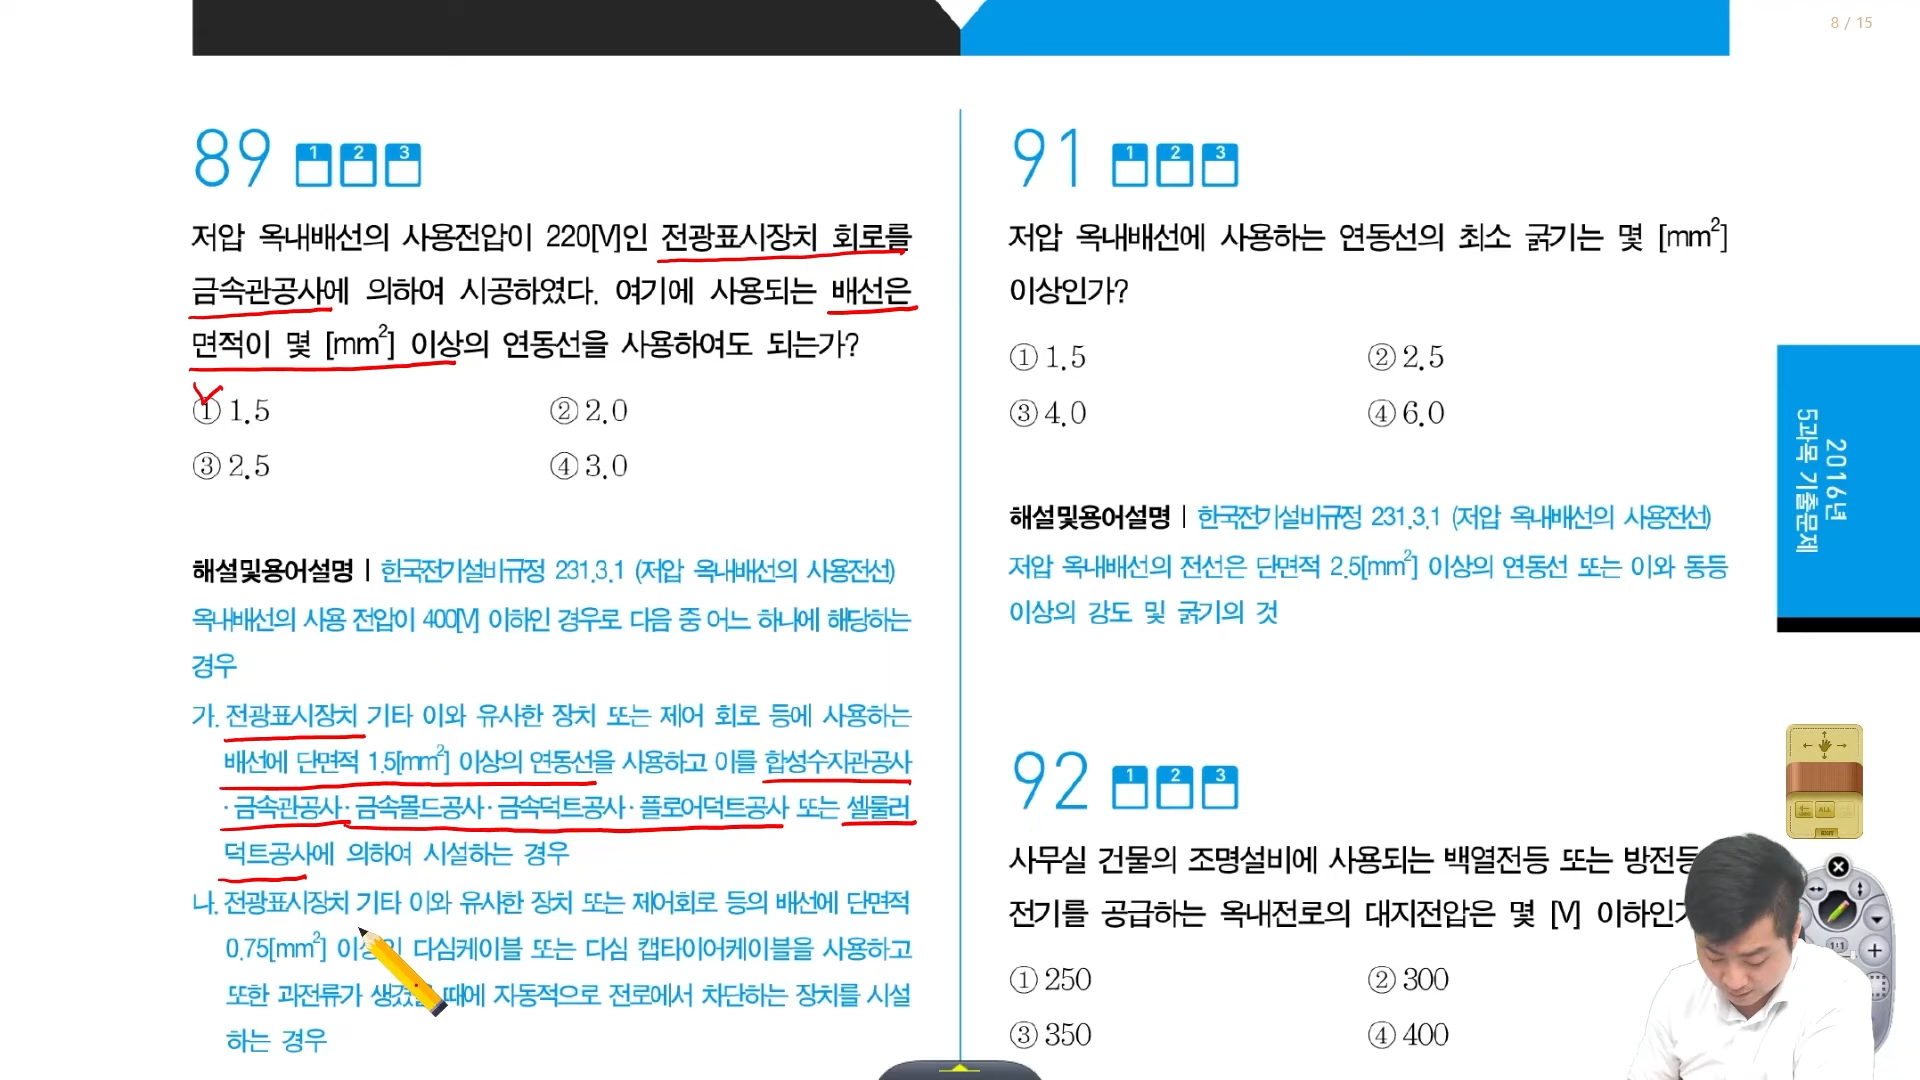 8 / 15
89 1 2 3
저압 옥내배선의 사용전압이 220[V]인 전광표시장치 회로를
금속관공사에 의하여 시공하였다. 여기에 사용되는 배선은
면적이 몇 [mm²] 이상의 연동선을 사용하여도 되는가?
① 1.5 ② 2.0
③ 2.5 ④ 3.0
해설및용어설명 | 한국전기설비규정 231.3.1 (저압 옥내배선의 사용전선)
옥내배선의 사용 전압이 400[V] 이하인 경우로 다음 중 어느 하나에 해당하는
경우
가. 전광표시장치 기타 이와 유사한 장치 또는 제어 회로 등에 사용하는
배선에 단면적 1.5[mm²] 이상의 연동선을 사용하고 이를 합성수지관공사
· 금속관공사 · 금속몰드공사 · 금속덕트공사 · 플로어덕트공사 또는 셀룰러
덕트공사에 의하여 시설하는 경우
나. 전광표시장치 기타 이와 유사한 장치 또는 제어회로 등의 배선에 단면적
0.75[mm²] 다심케이블 또는 다심 캡타이어케이블을 사용하고
또한 과전류가 때에 자동적으로 전로에서 차단하는 장치를 시설
하는 경우
91 1 2 3
저압 옥내배선에 사용하는 연동선의 최소 굵기는 몇 [mm²]
이상인가?
① 1.5 ② 2.5
③ 4.0 ④ 6.0
해설및용어설명 | 한국전기설비규정 231.3.1 (저압 옥내배선의 사용전선)
저압 옥내배선의 전선은 단면적 2.5[mm²] 이상의 연동선 또는 이와 동등
이상의 강도 및 굵기의 것
92 1 2 3
사무실 건물의 조명설비에 사용되는 백열전등 또는 방전등
전기를 공급하는 옥내전로의 대지전압은 몇 [V] 이하인가
① 250 ② 300
③ 350 ④ 400
2016년
5과목 기출문제
ALL
EXIT
1:1